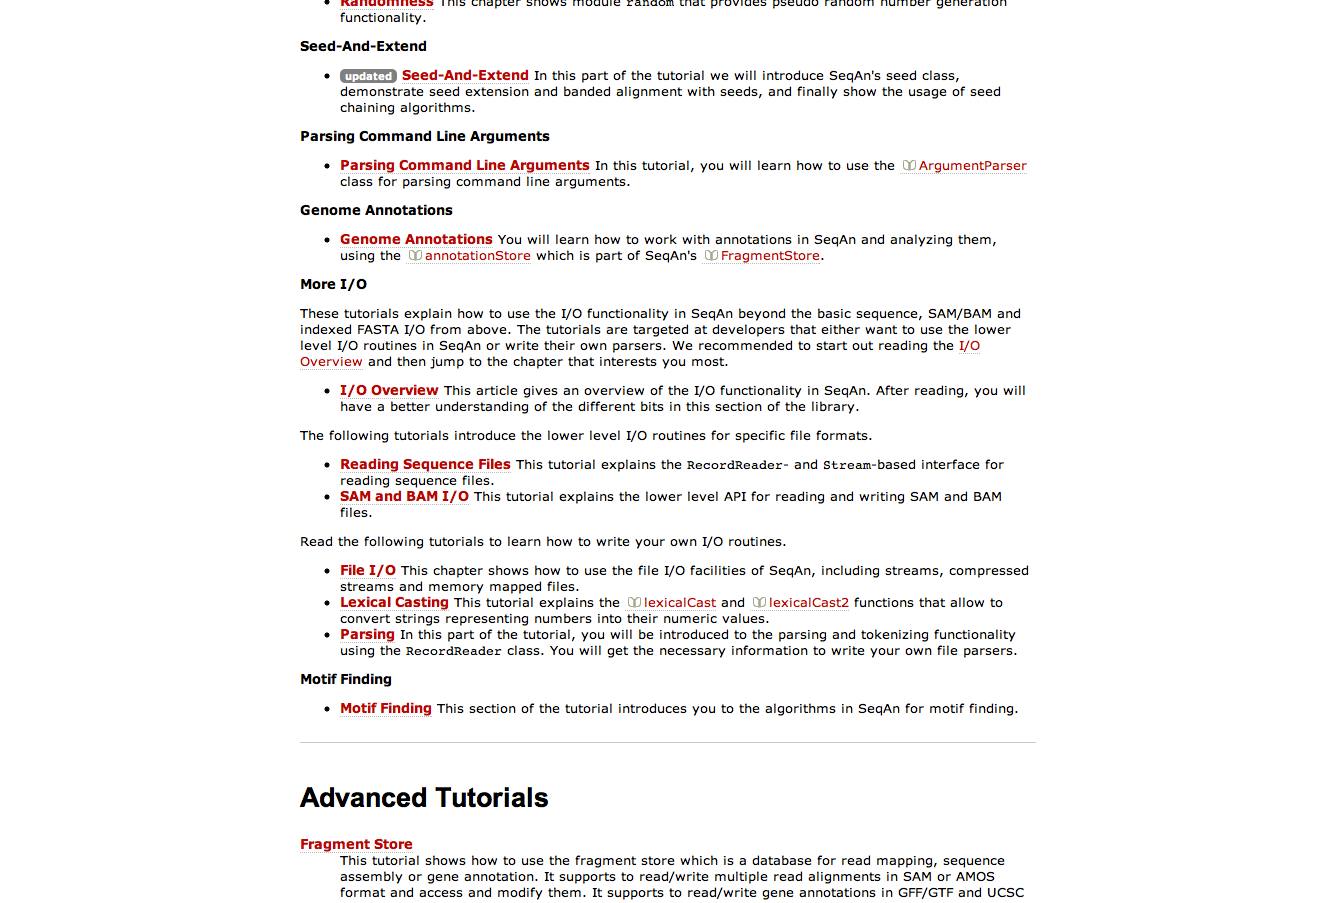 Randomness This chapter shows module random that provides pseudo random number generation
functionality.
Seed-And-Extend
updated Seed-And-Extend In this part of the tutorial we will introduce SeqAn's seed class,
demonstrate seed extension and banded alignment with seeds, and finally show the usage of seed
chaining algorithms.
Parsing Command Line Arguments
Parsing Command Line Arguments In this tutorial, you will learn how to use the ArgumentParser
class for parsing command line arguments.
Genome Annotations
Genome Annotations You will learn how to work with annotations in SeqAn and analyzing them,
using the annotationStore which is part of SeqAn's FragmentStore.
More I/O
These tutorials explain how to use the I/O functionality in SeqAn beyond the basic sequence, SAM/BAM and
indexed FASTA I/O from above. The tutorials are targeted at developers that either want to use the lower
level I/O routines in SeqAn or write their own parsers. We recommended to start out reading the I/O
Overview and then jump to the chapter that interests you most.
I/O Overview This article gives an overview of the I/O functionality in SeqAn. After reading, you will
have a better understanding of the different bits in this section of the library.
The following tutorials introduce the lower level I/O routines for specific file formats.
Reading Sequence Files This tutorial explains the RecordReader- and Stream-based interface for
reading sequence files.
SAM and BAM I/O This tutorial explains the lower level API for reading and writing SAM and BAM
files.
Read the following tutorials to learn how to write your own I/O routines.
File I/O This chapter shows how to use the file I/O facilities of SeqAn, including streams, compressed
streams and memory mapped files.
Lexical Casting This tutorial explains the lexicalCast and lexicalCast2 functions that allow to
convert strings representing numbers into their numeric values.
Parsing In this part of the tutorial, you will be introduced to the parsing and tokenizing functionality
using the RecordReader class. You will get the necessary information to write your own file parsers.
Motif Finding
Motif Finding This section of the tutorial introduces you to the algorithms in SeqAn for motif finding.
Advanced Tutorials
Fragment Store
This tutorial shows how to use the fragment store which is a database for read mapping, sequence
assembly or gene annotation. It supports to read/write multiple read alignments in SAM or AMOS
format and access and modify them. It supports to read/write gene annotations in GFF/GTF and UCSC